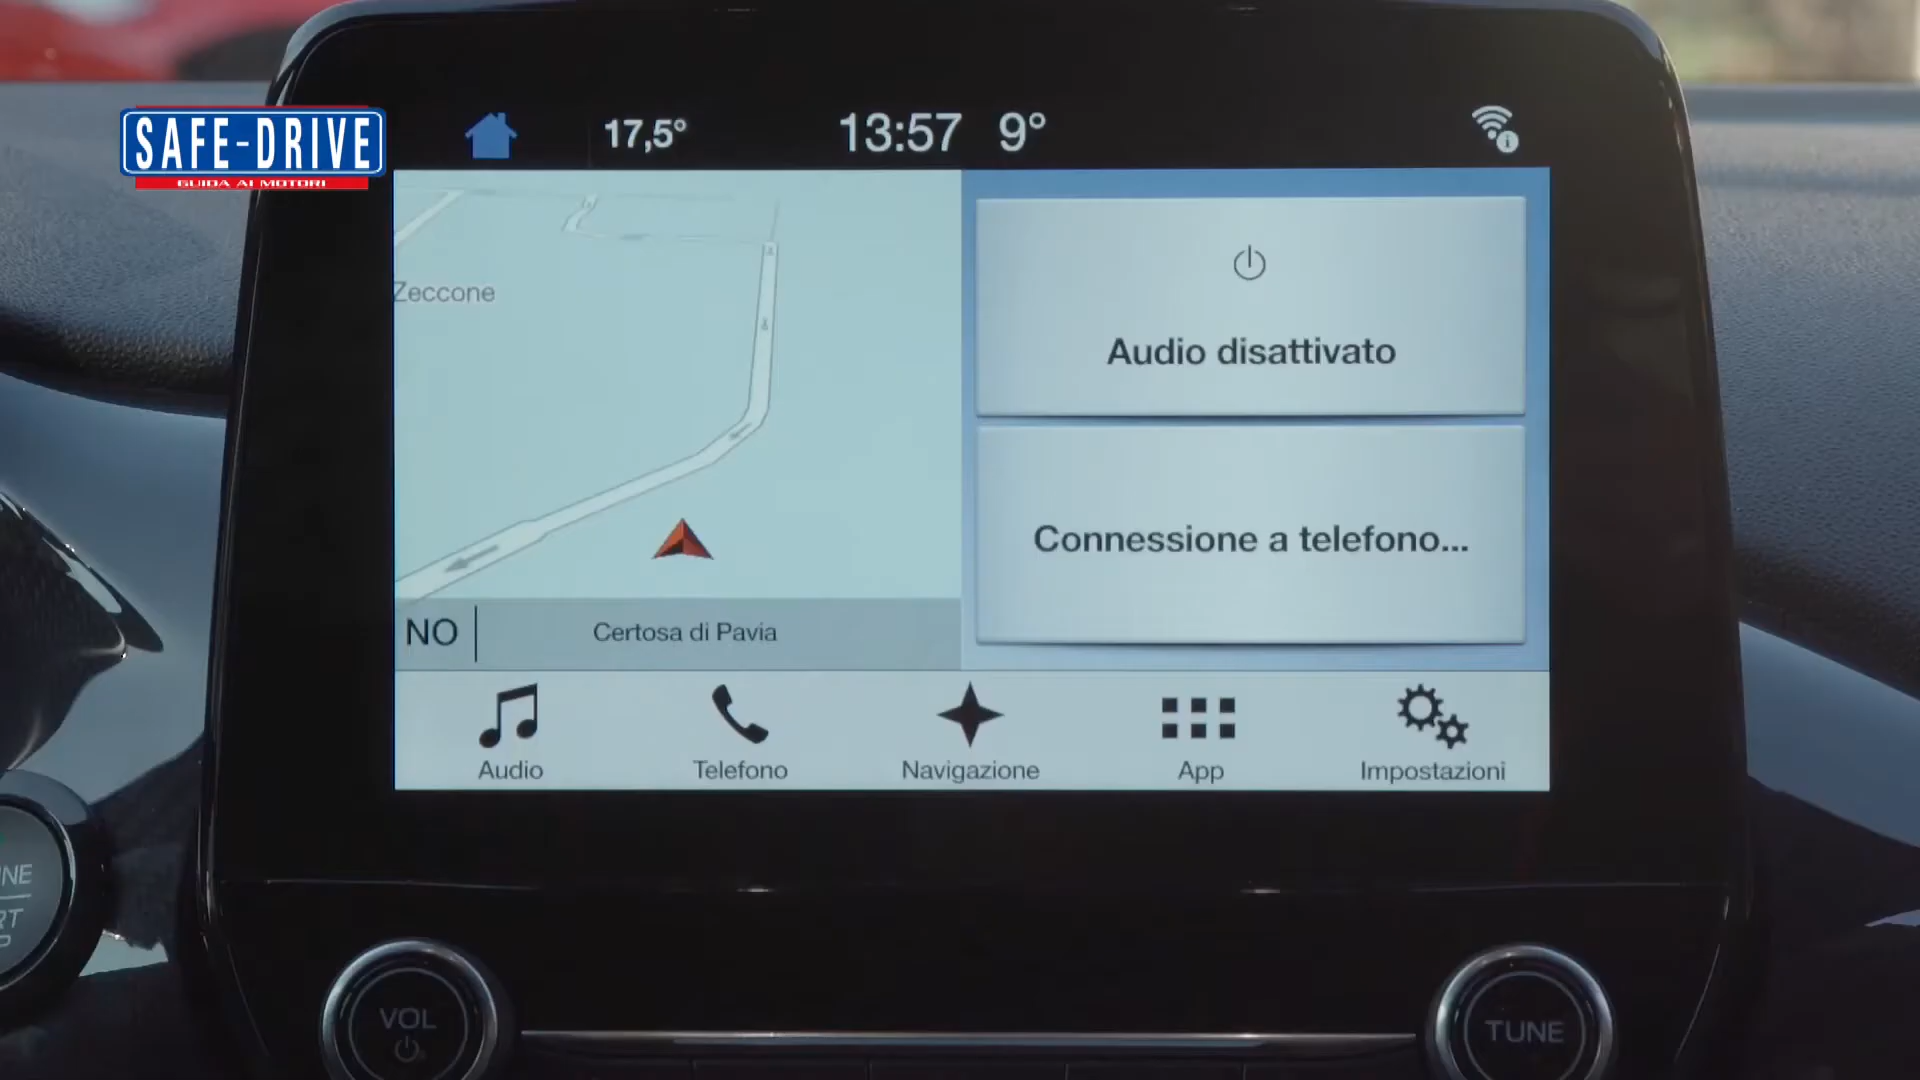 SAFE-DRIVE
GUIDA AI MOTORI
17,5°
13:57
9°
Zeccone
Audio disattivato
Connessione a telefono...
NO
Certosa di Pavia
Audio
Telefono
Navigazione
App
Impostazioni
VOL
TUNE